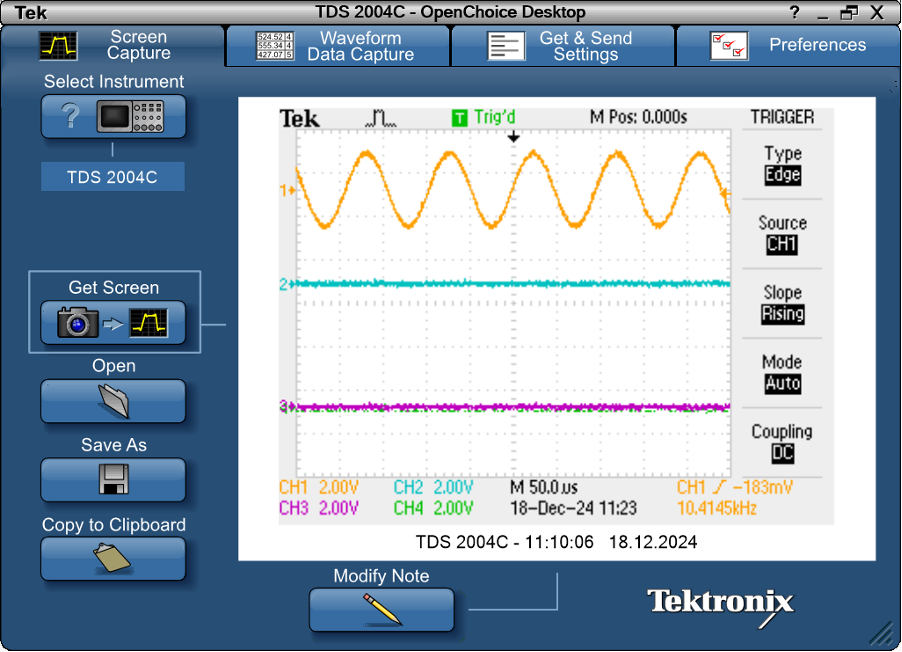 Tek
TDS 2004C - OpenChoice Desktop
? _ X
Screen
Capture
524.52 4
555.34 4
427.07 5
Waveform
Data Capture
Get & Send
Settings
Preferences
Select Instrument
?
TDS 2004C
Get Screen
Open
Save As
Copy to Clipboard
Tek
T Trig'd
M Pos: 0.000s
TRIGGER
Type
Edge
Source
CH1
Slope
Rising
Mode
Auto
Coupling
DC
1
2
3
CH1 2.00V
CH2 2.00V
M 50.0µs
CH1 -183mV
CH3 2.00V
CH4 2.00V
18-Dec-24 11:23
10.4145kHz
TDS 2004C - 11:10:06 18.12.2024
Modify Note
Tektronix